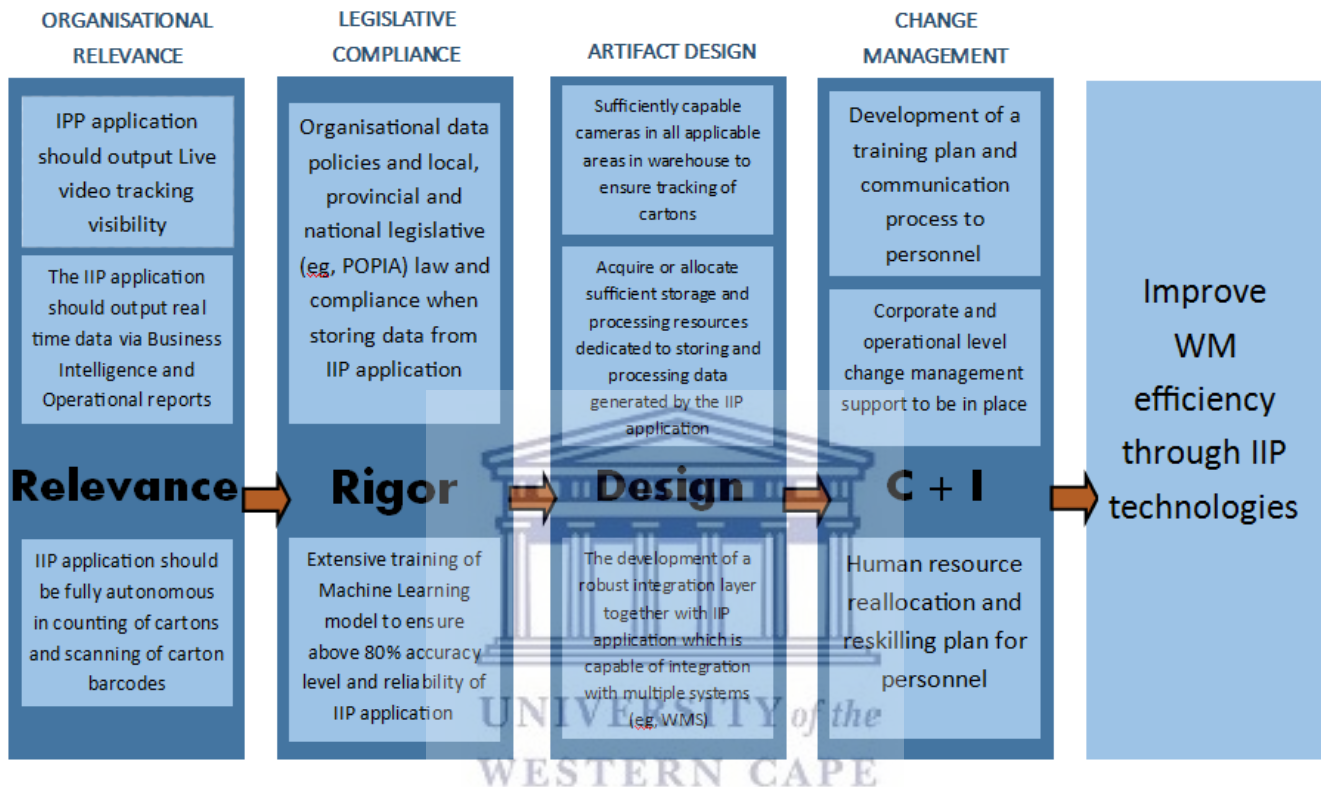 ORGANISATIONAL
RELEVANCE
IPP application
should output Live
video tracking
visibility
The IIP application
should output real
time data via Business
Intelligence and
Operational reports
Relevance
IIP application should
be fully autonomous
in counting of cartons
and scanning of carton
barcodes
LEGISLATIVE
COMPLIANCE
Organisational data
policies and local,
provincial and
national legislative
(eg, POPIA) law and
compliance when
storing data from
IIP application
Rigor
Extensive training of
Machine Learning
model to ensure
above 80% accuracy
level and reliability of
IIP application
ARTIFACT DESIGN
Sufficiently capable
cameras in all applicable
areas in warehouse to
ensure tracking of
cartons
Acquire or allocate
sufficient storage and
processing resources
dedicated to storing and
processing data
generated by the IIP
application
Design
The development of a
robust integration layer
together with IIP
application which is
capable of integration
with multiple systems
(eg, WMS)
CHANGE
MANAGEMENT
Development of a
training plan and
communication
process to
personnel
Corporate and
operational level
change management
support to be in place
C + I
Human resource
reallocation and
reskilling plan for
personnel
Improve
WM
efficiency
through IIP
technologies
UNIVERSITY of the
WESTERN CAPE